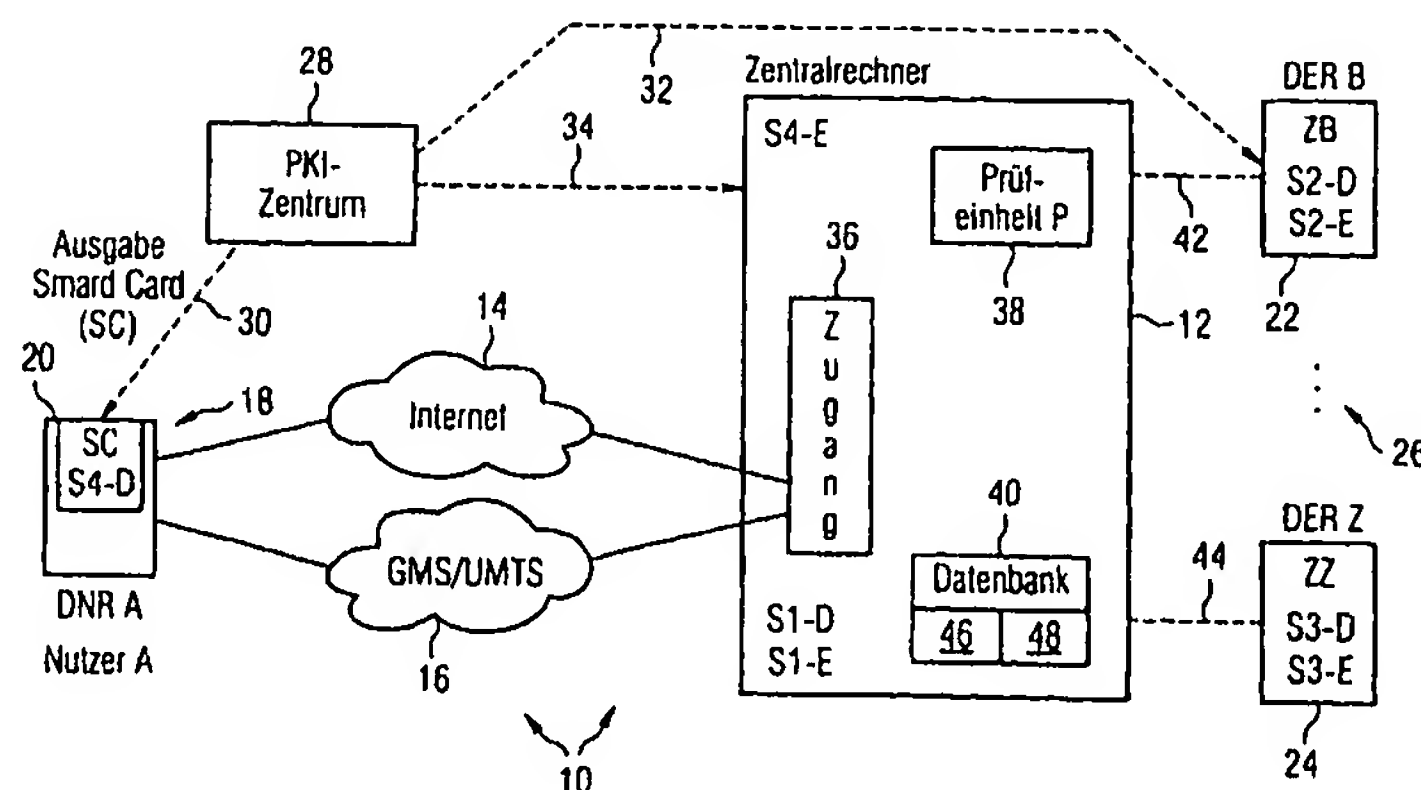 28
32
Zentralrechner
DER B
PKI-
Zentrum
34
S4-E
Prüf-
einheit P
38
ZB
S2-D
S2-E
22
42
12
Ausgabe
Smard Card
(SC)
30
36
Zugang
14
Internet
20
18
SC
S4-D
DNR A
Nutzer A
GMS/UMTS
16
26
40
Datenbank
46
48
S1-D
S1-E
44
DER Z
ZZ
S3-D
S3-E
24
10